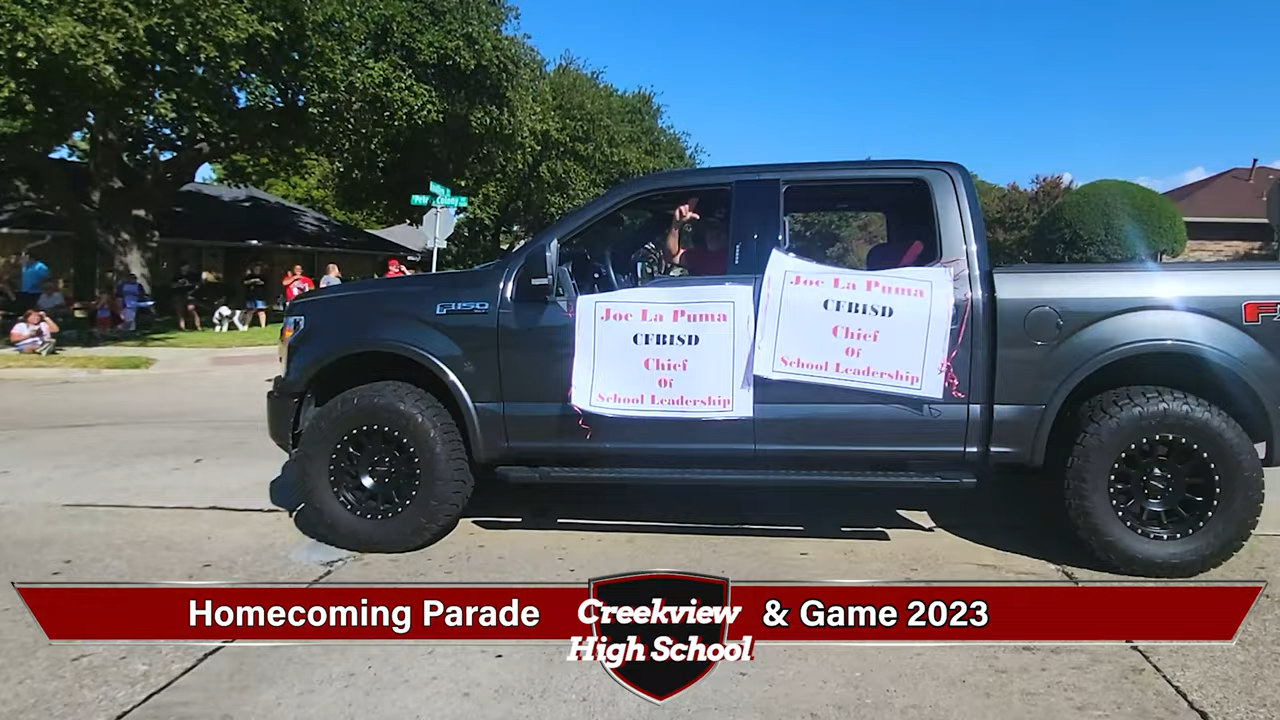 Colony
F150
Joe La Puma
CFBISD
Chief
Of
School Leadership
Joe La Puma
CFBISD
Chief
Of
School Leadership
Homecoming Parade
Creekview
High School
& Game 2023